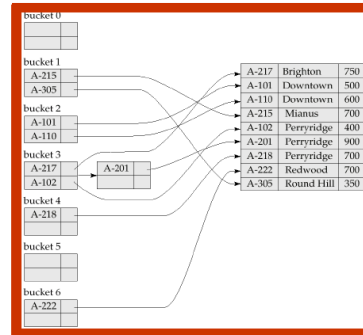 bucket 0
bucket 1
A-215
A-305
bucket 2
A-101
A-110
bucket 3
A-217
A-102
A-201
bucket 4
A-218
bucket 5
bucket 6
A-222
A-217 Brighton 750
A-101 Downtown 500
A-110 Downtown 600
A-215 Mianus 700
A-102 Perryridge 400
A-201 Perryridge 900
A-218 Perryridge 700
A-222 Redwood 700
A-305 Round Hill 350